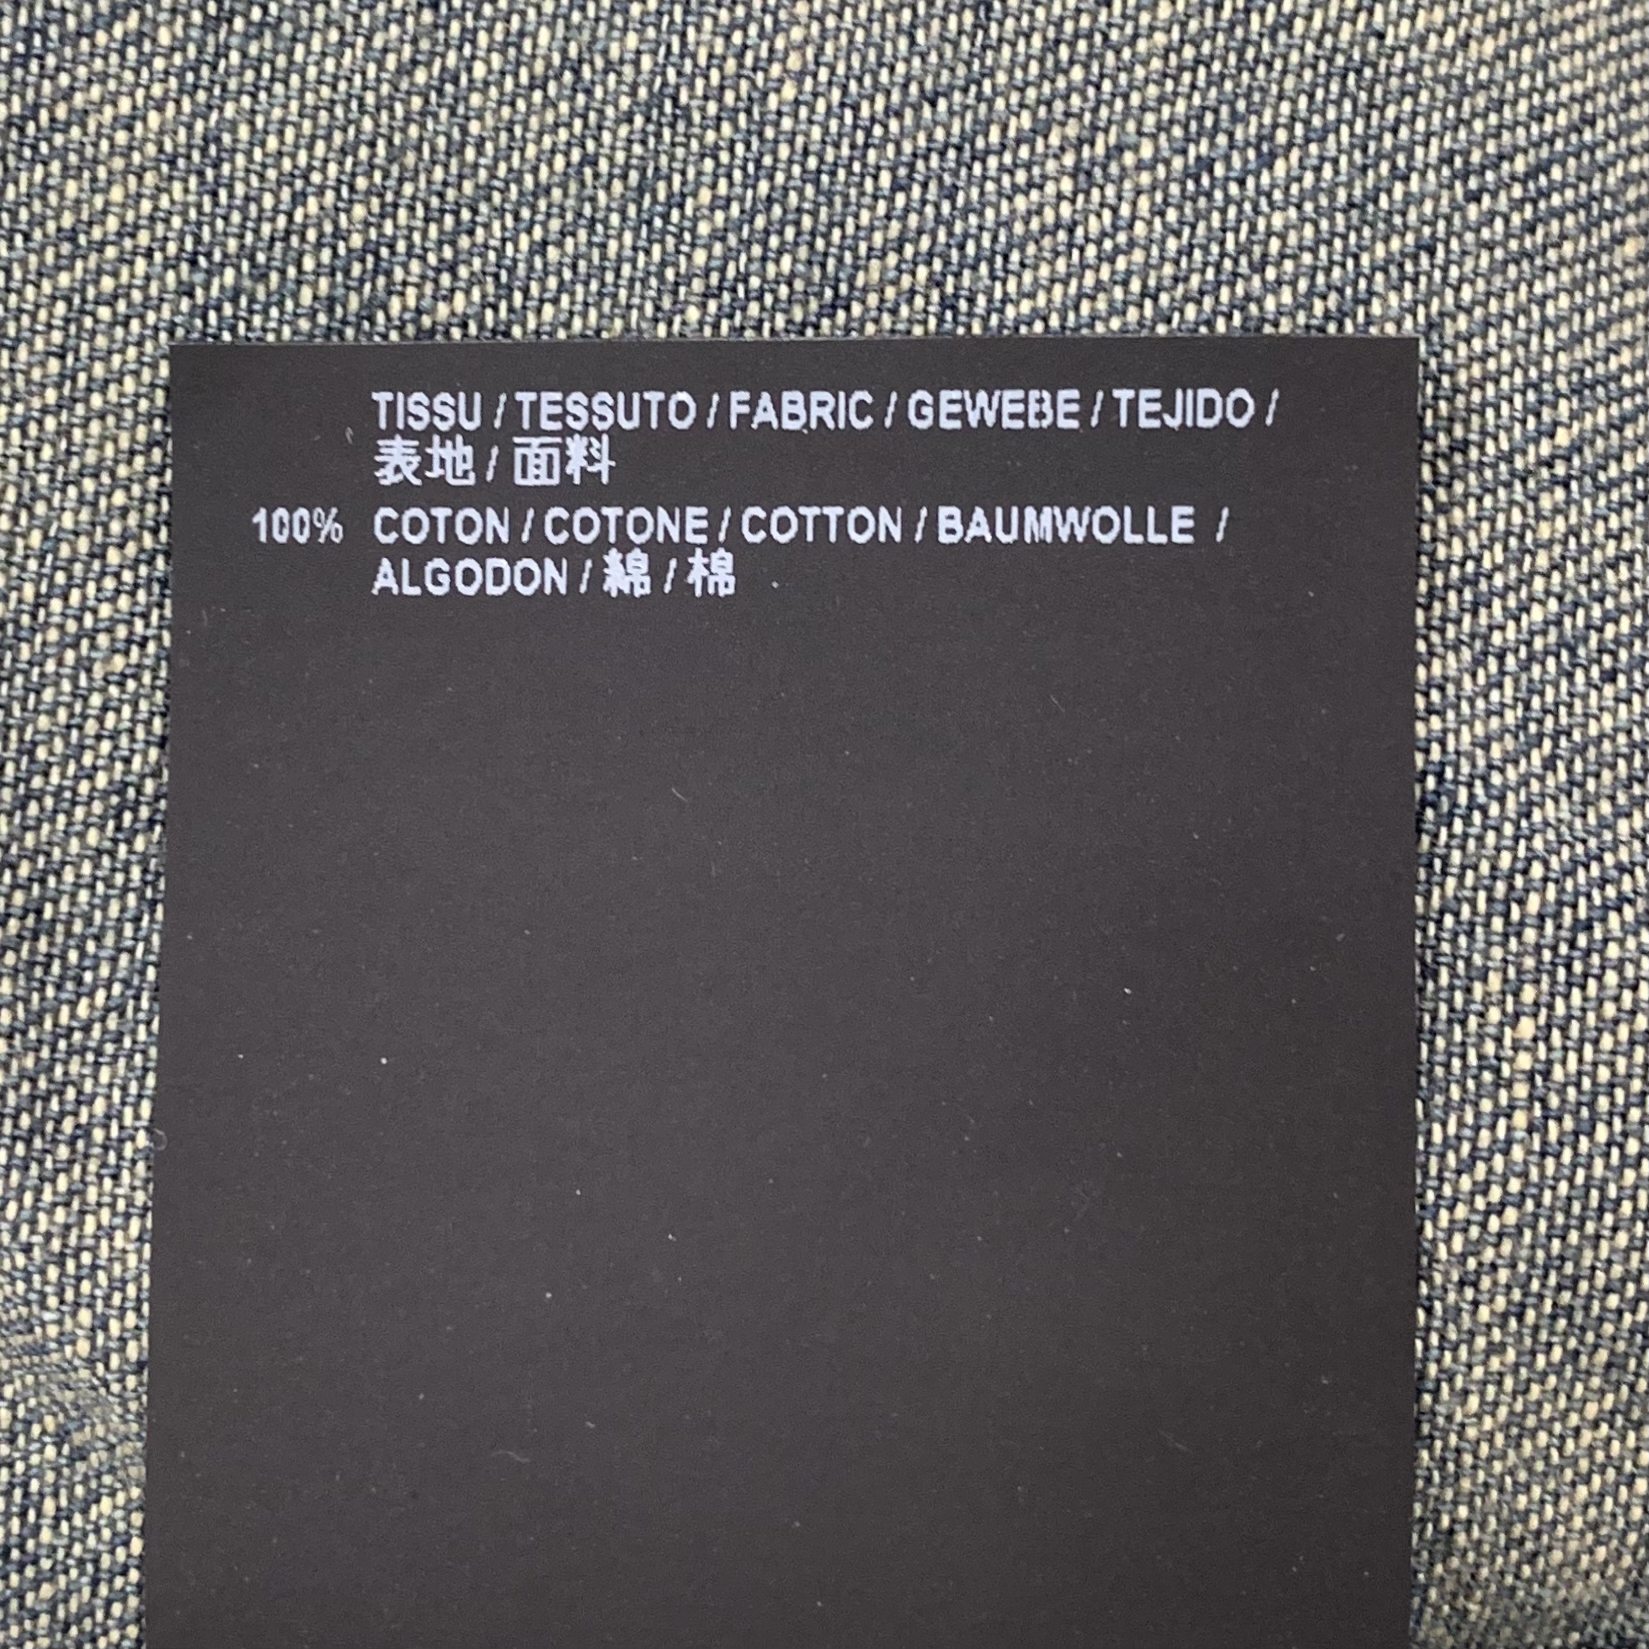 TISSU / TESSUTO / FABRIC / GEWEBE / TEJIDO /
表地 / 面料
100% COTON / COTONE / COTTON / BAUMWOLLE /
ALGODON / 綿 / 棉